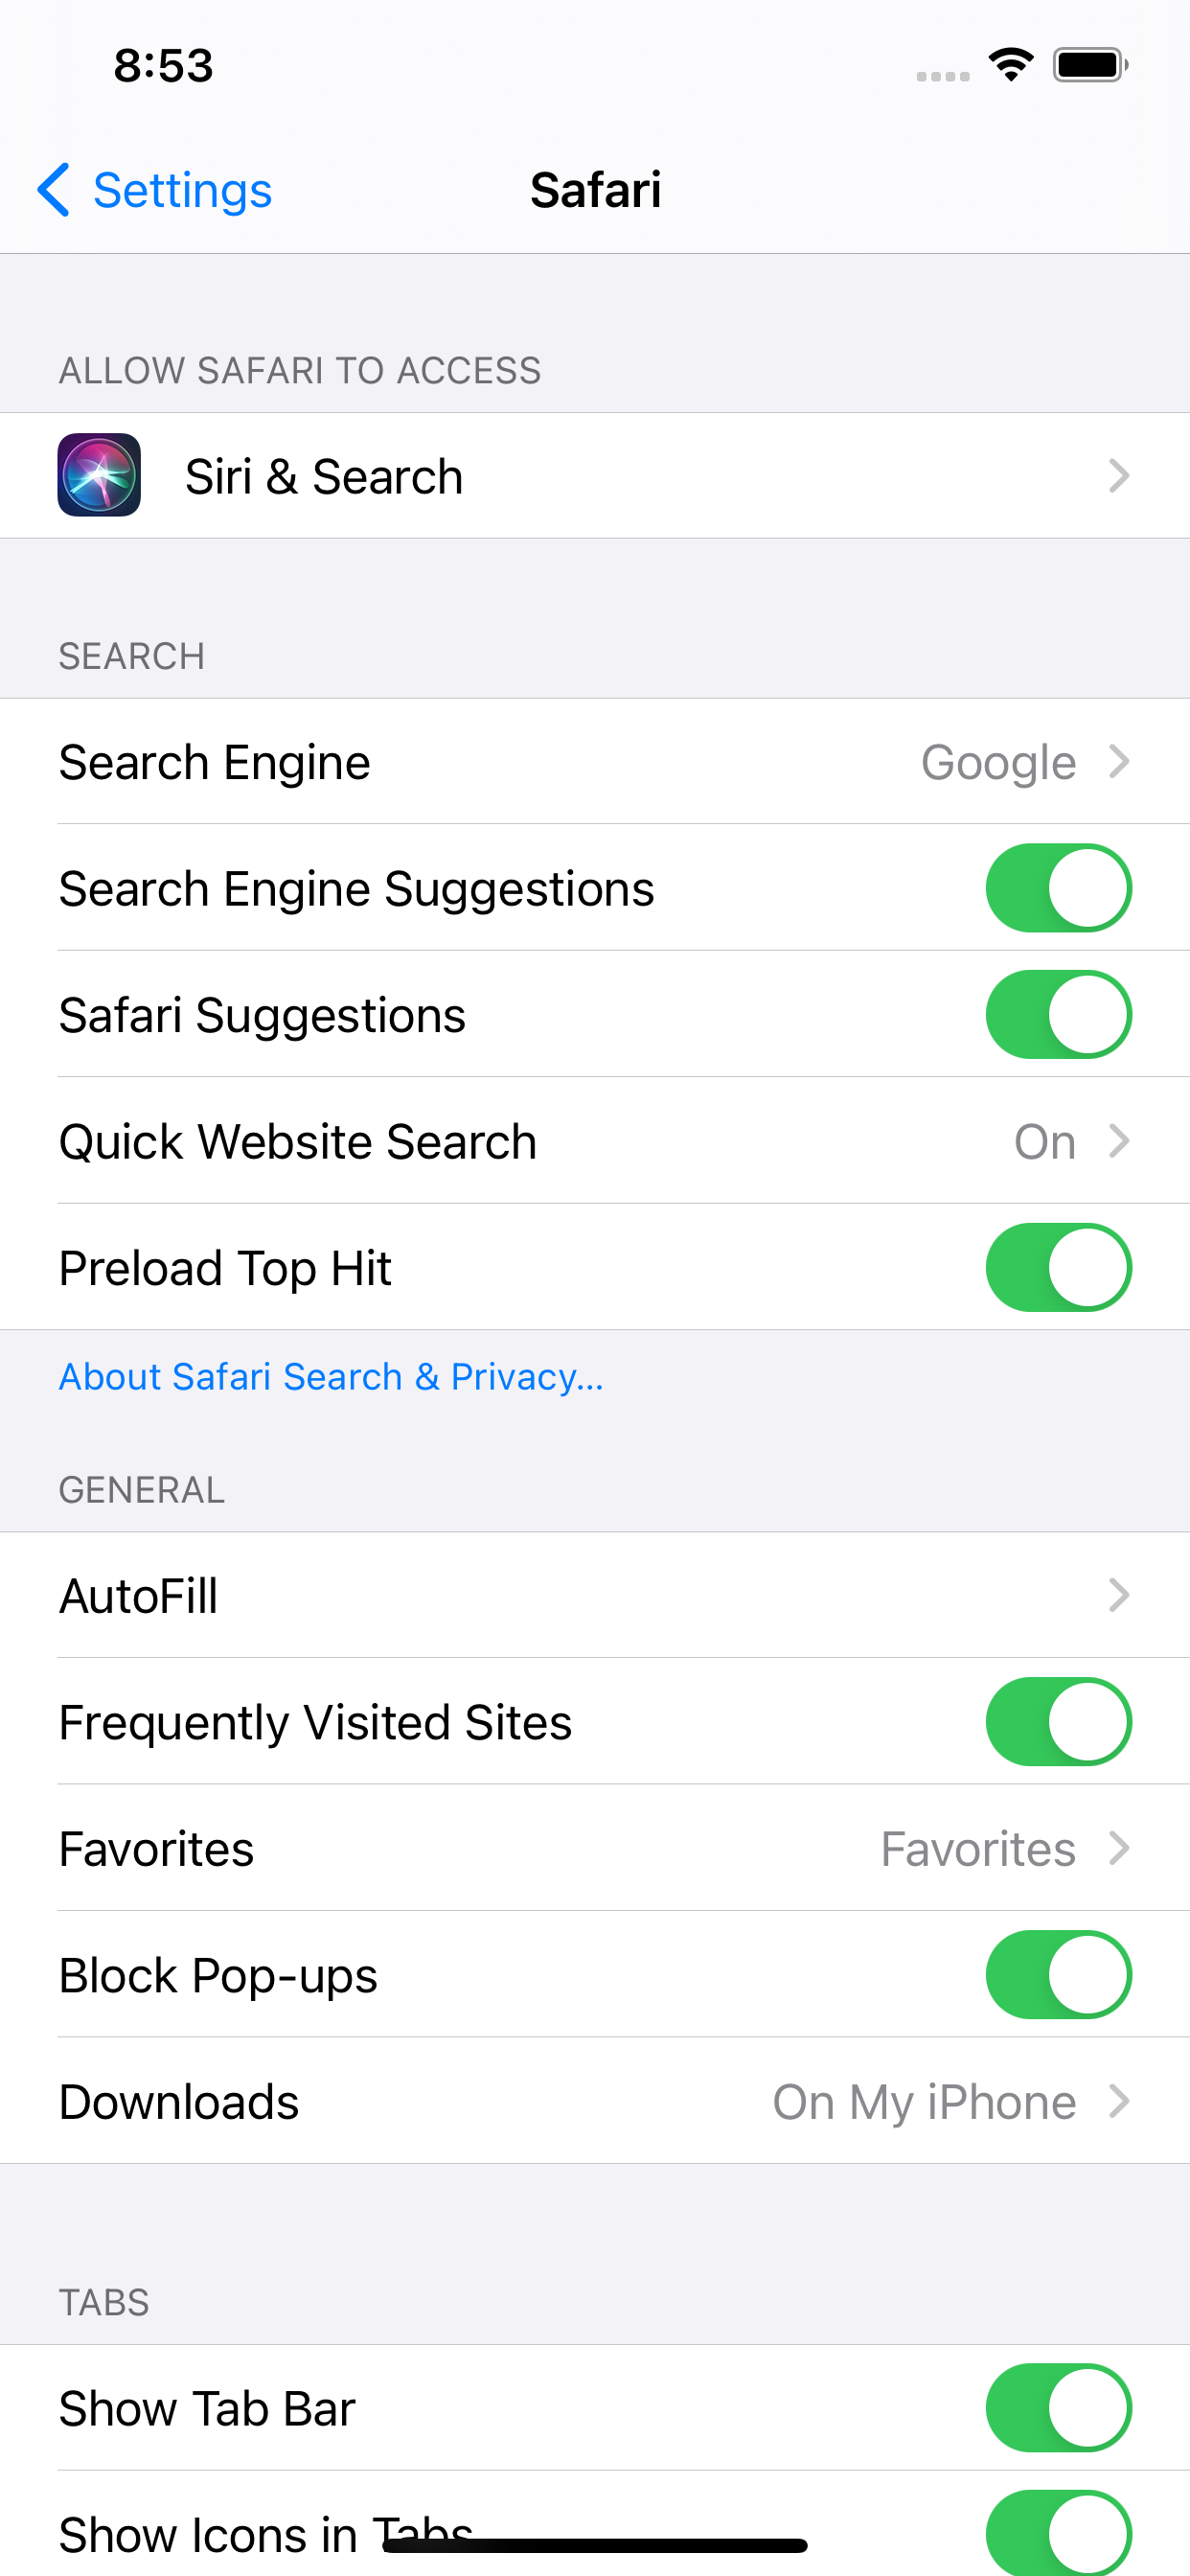 8:53
Settings
Safari
ALLOW SAFARI TO ACCESS
Siri & Search
SEARCH
Search Engine Google
Search Engine Suggestions
Safari Suggestions
Quick Website Search On
Preload Top Hit
About Safari Search & Privacy...
GENERAL
AutoFill
Frequently Visited Sites
Favorites Favorites
Block Pop-ups
Downloads On My iPhone
TABS
Show Tab Bar
Show Icons in Tabs